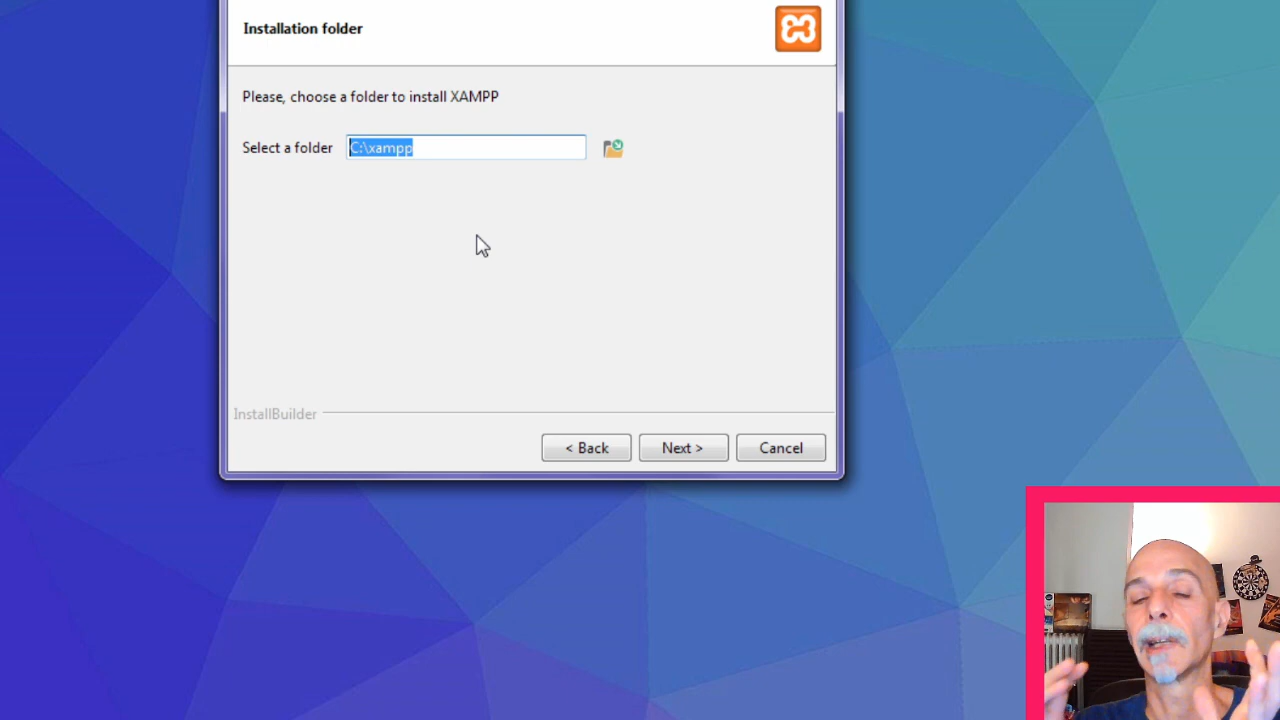 Installation folder
Please, choose a folder to install XAMPP
Select a folder C:\xampp
InstallBuilder
< Back Next > Cancel